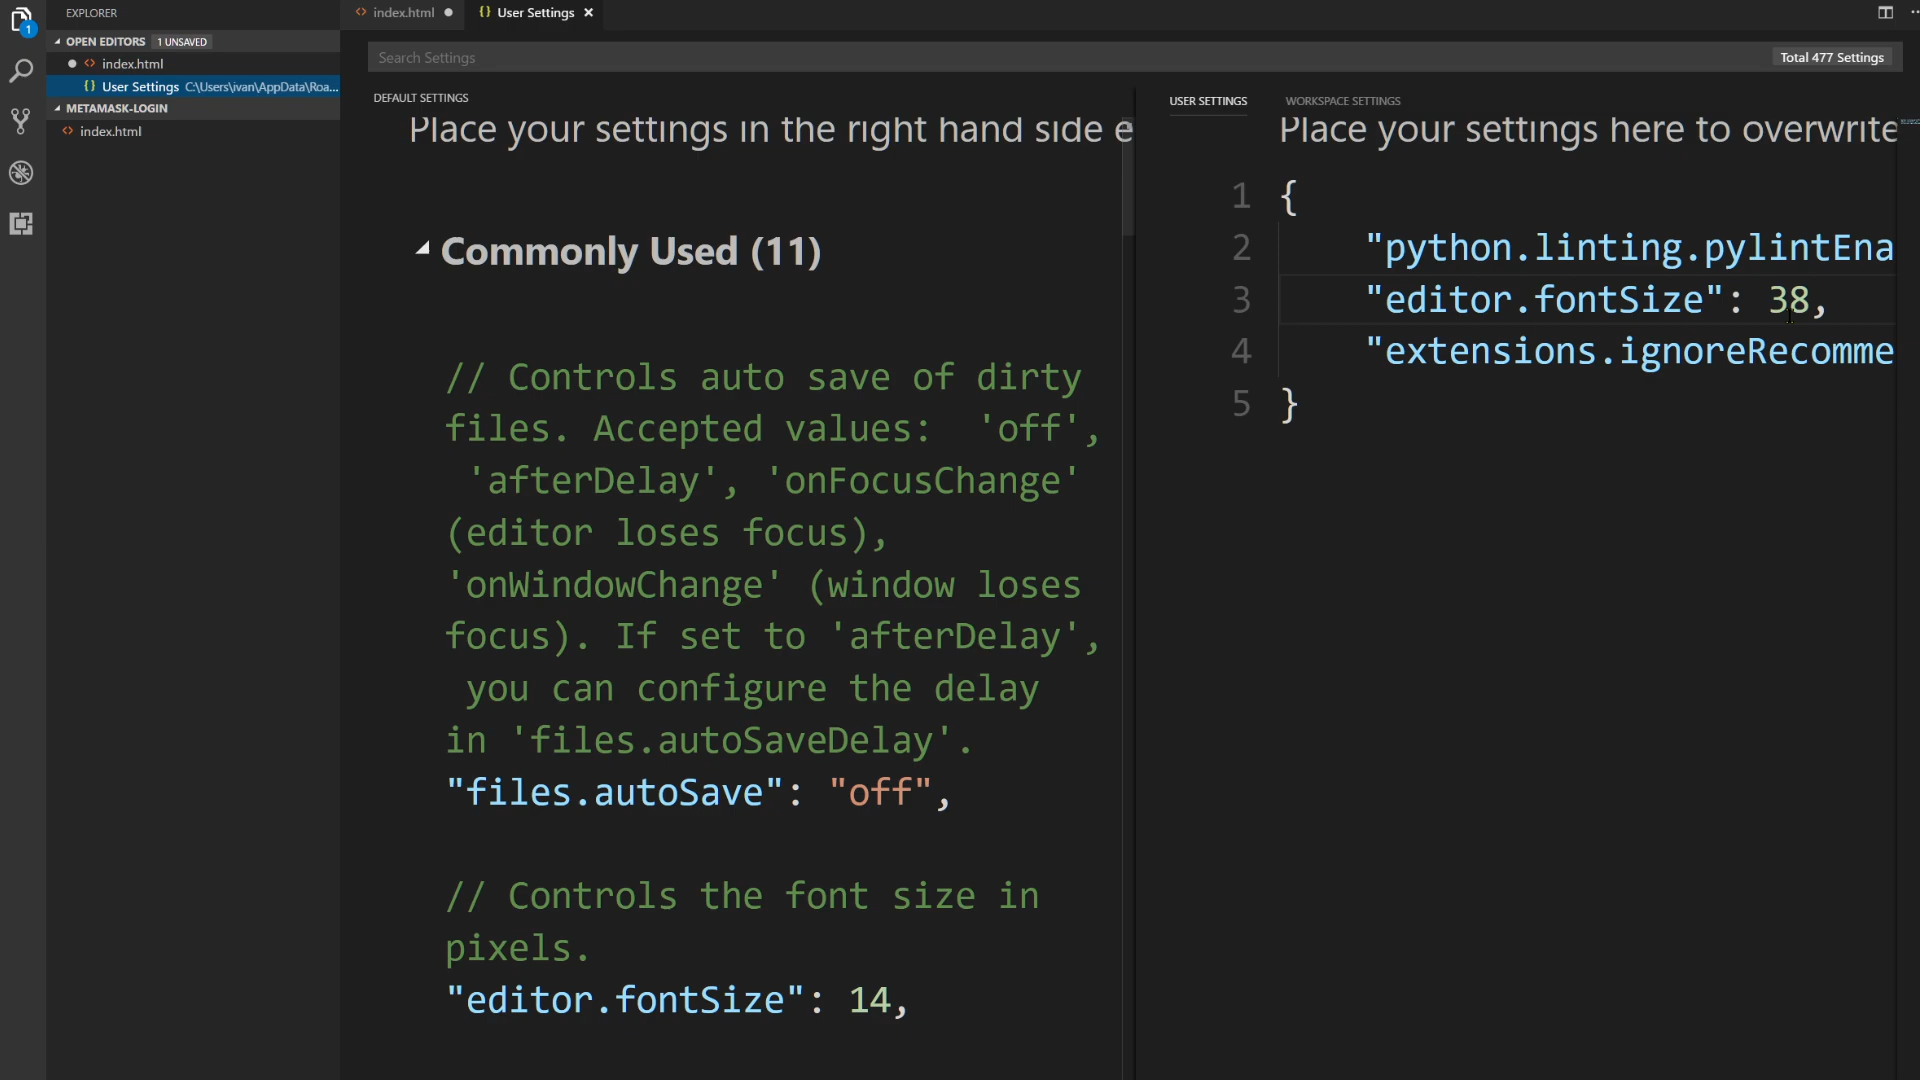 EXPLORER
OPEN EDITORS 1 UNSAVED
index.html
User Settings C:\Users\ivan\AppData\Roa...
METAMASK-LOGIN
index.html
1
index.html
User Settings
Search Settings
Total 477 Settings
DEFAULT SETTINGS
Place your settings in the right hand side e
Commonly Used (11)
// Controls auto save of dirty
files. Accepted values:  'off',
'afterDelay', 'onFocusChange'
(editor loses focus),
'onWindowChange' (window loses
focus). If set to 'afterDelay',
you can configure the delay
in 'files.autoSaveDelay'.
"files.autoSave": "off",
// Controls the font size in
pixels.
"editor.fontSize": 14,
USER SETTINGS WORKSPACE SETTINGS
Place your settings here to overwrite
1 {
2 "python.linting.pylintEna
3 "editor.fontSize": 38,
4 "extensions.ignoreRecomme
5 }